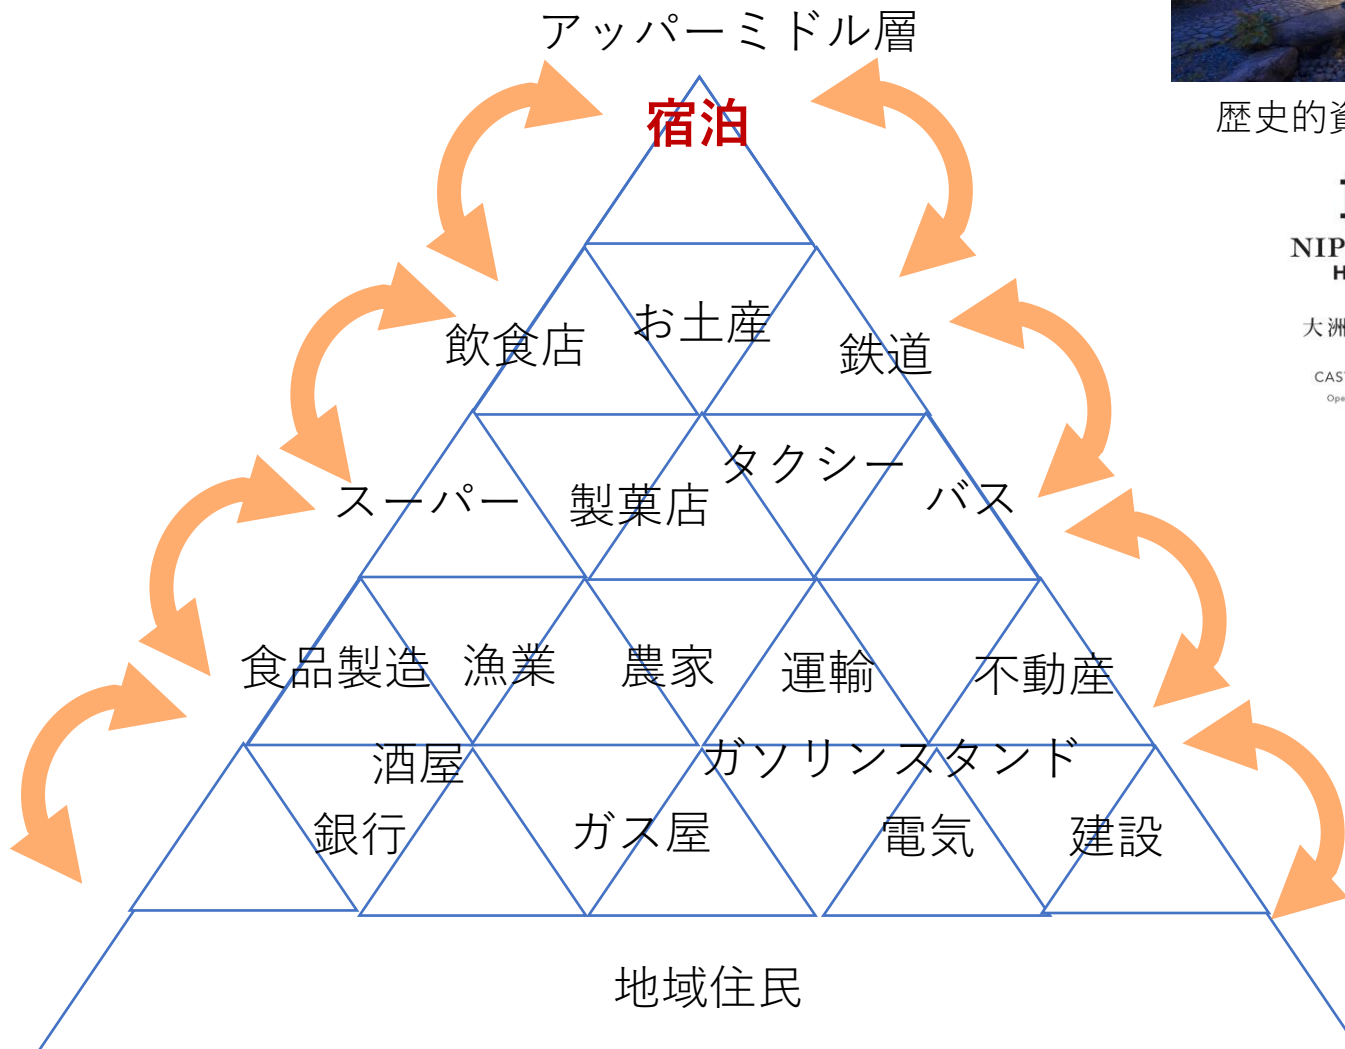 アッパーミドル層
宿泊
飲食店
お土産
鉄道
スーパー
製菓店
タクシー
バス
食品製造
漁業
農家
運輸
不動産
酒屋
ガソリンスタンド
銀行
ガス屋
電気
建設
地域住民
歴史的
NIP
H
大洲
CAS
Ope